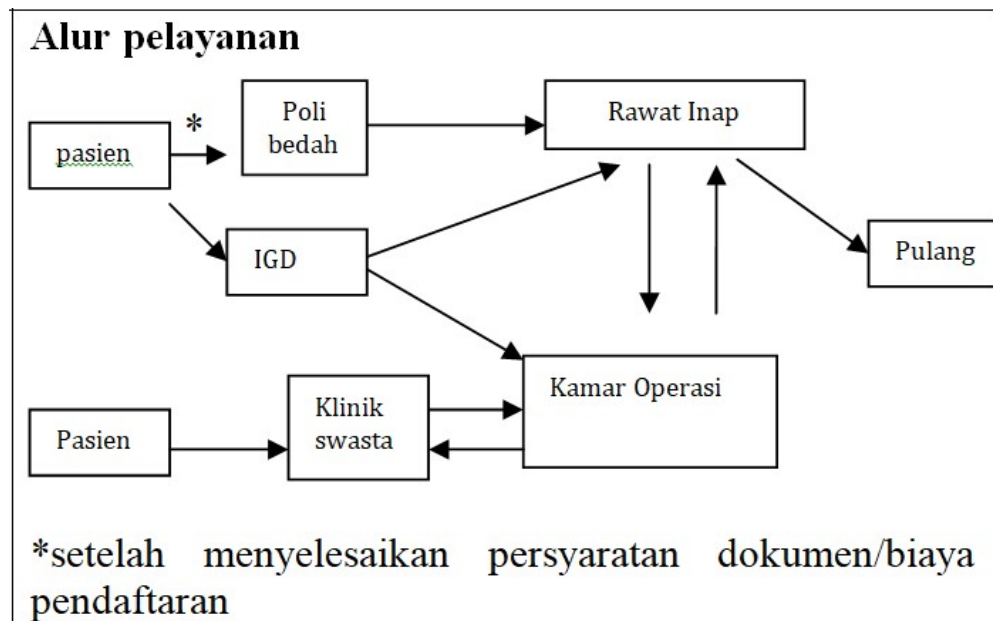 Alur pelayanan
Poli
bedah
Rawat Inap
*
pasien
IGD
Pulang
Kamar Operasi
Klinik
swasta
Pasien
*setelah menyelesaikan persyaratan dokumen/biaya
pendaftaran